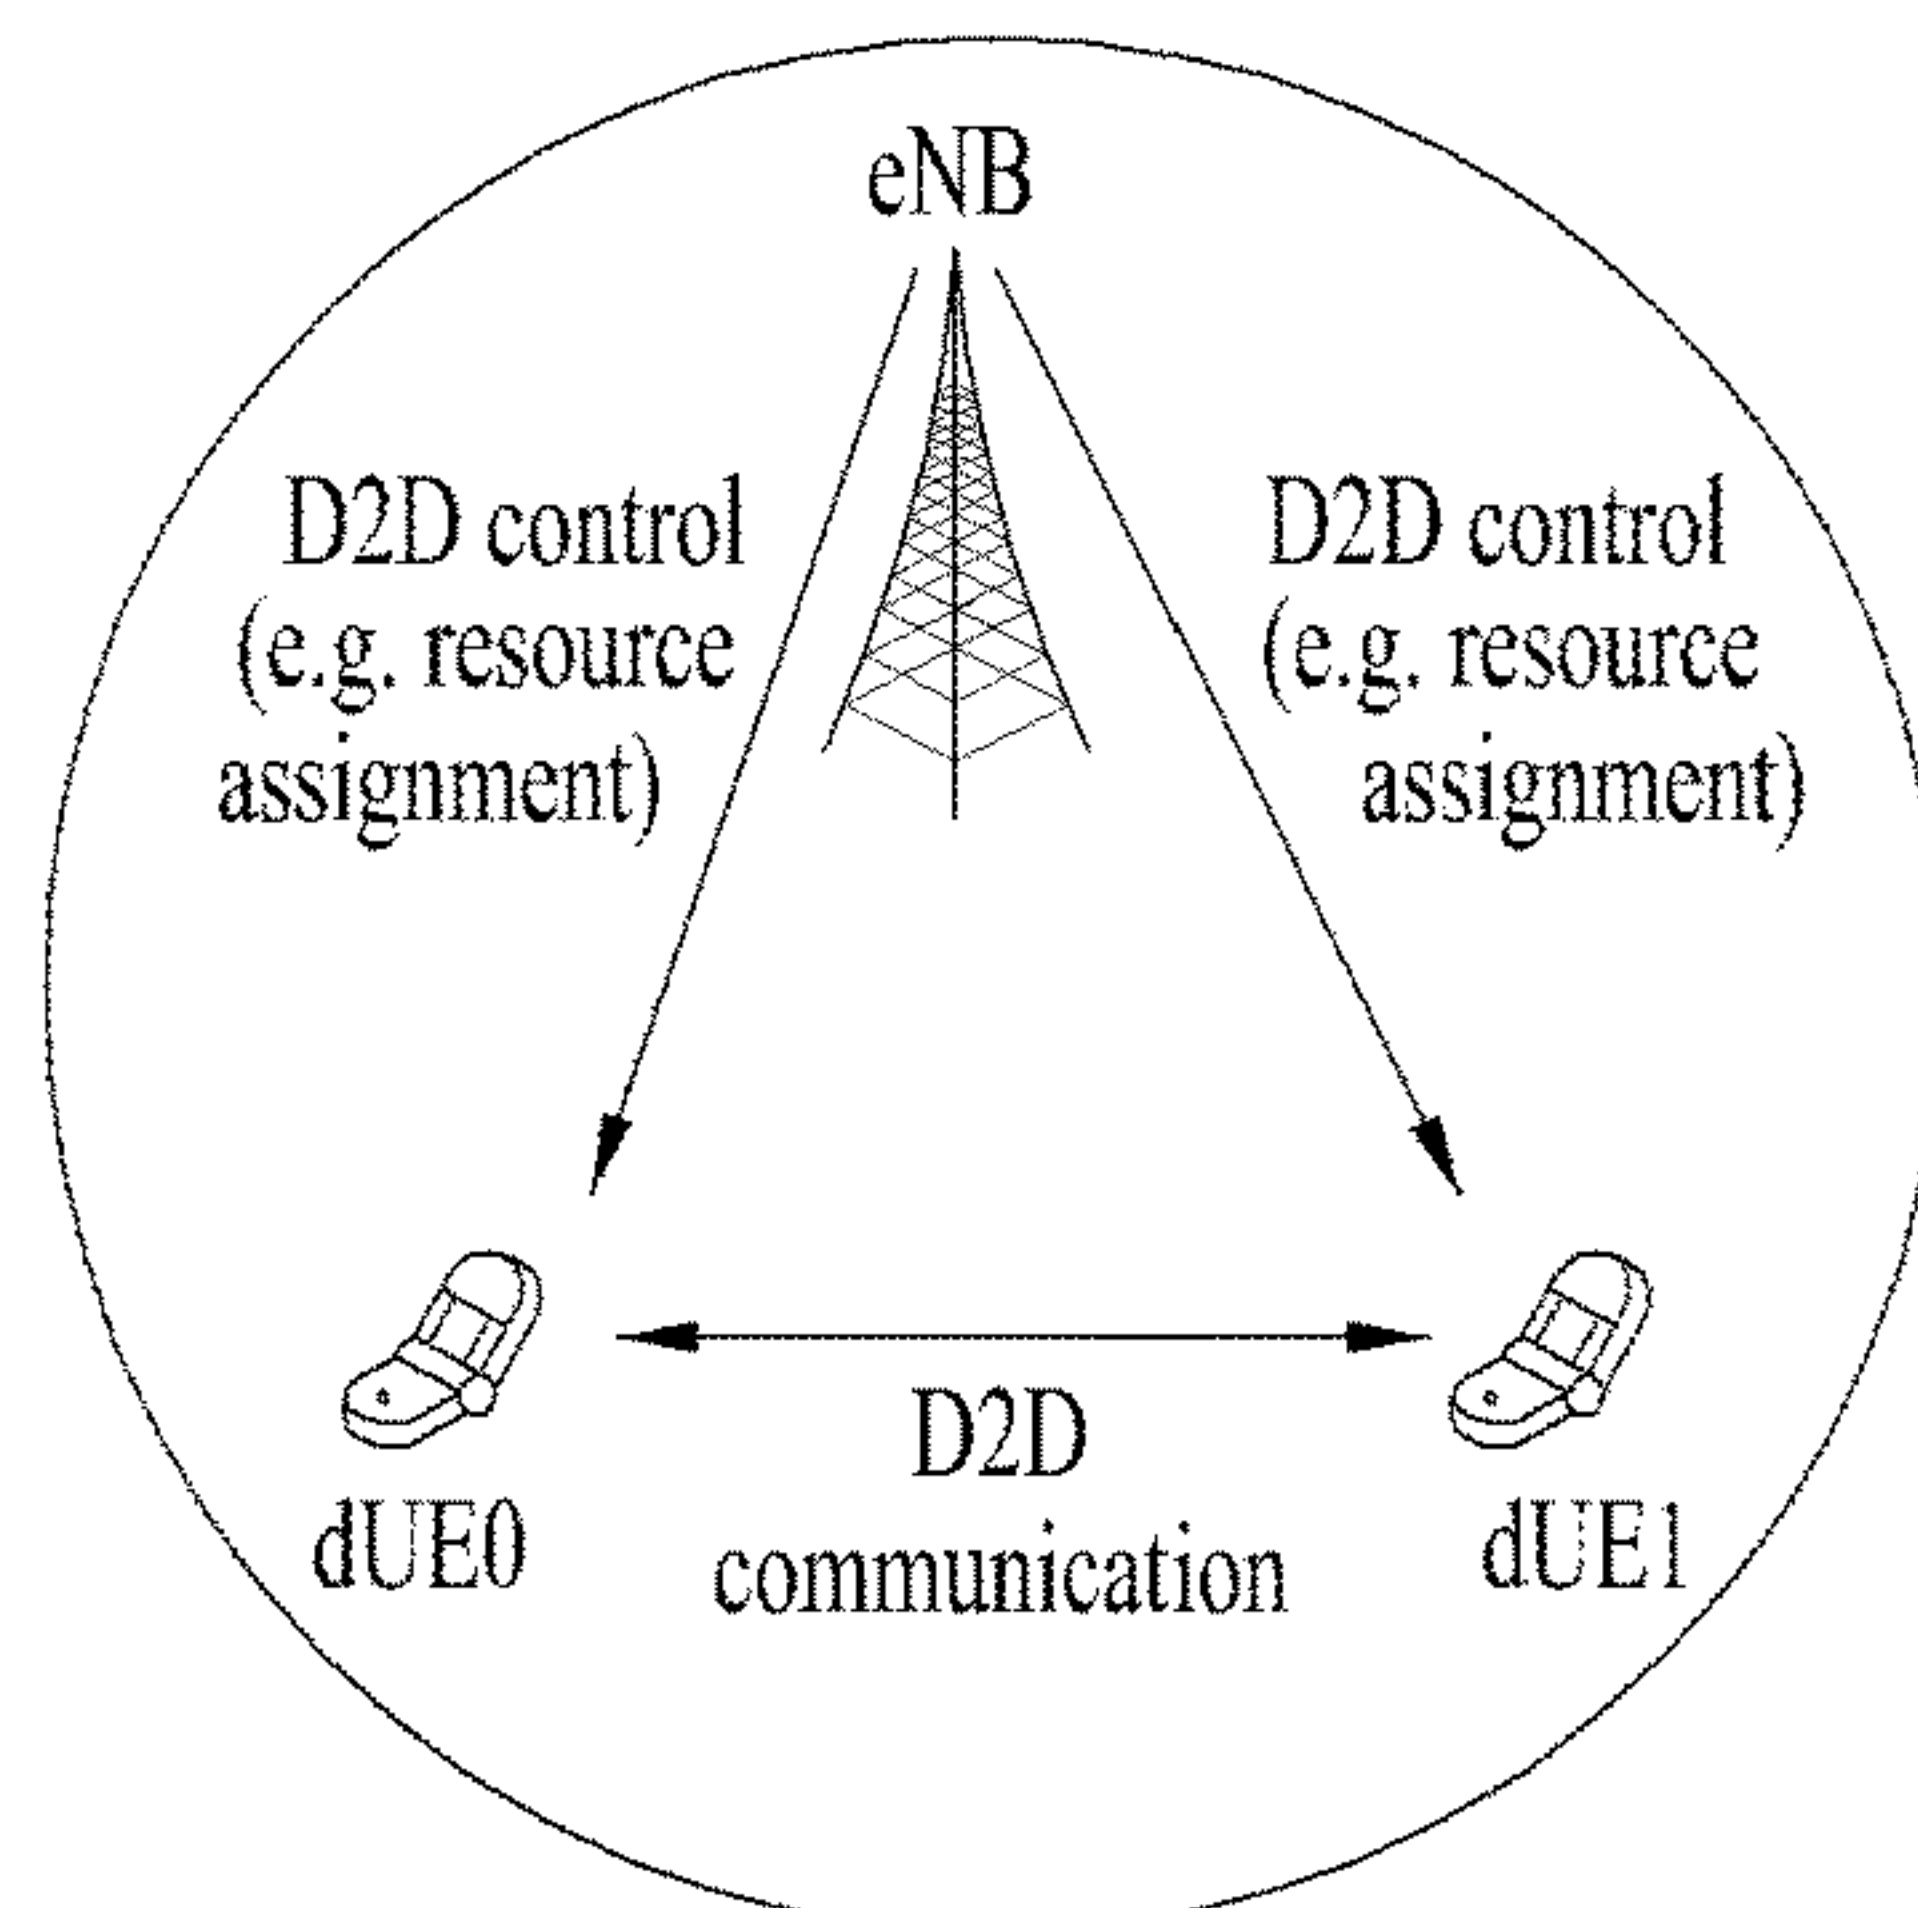 eNB
D2D control
(e.g. resource
assignment)
D2D control
(e.g. resource
assignment)
D2D
communication
dUE0
dUE1